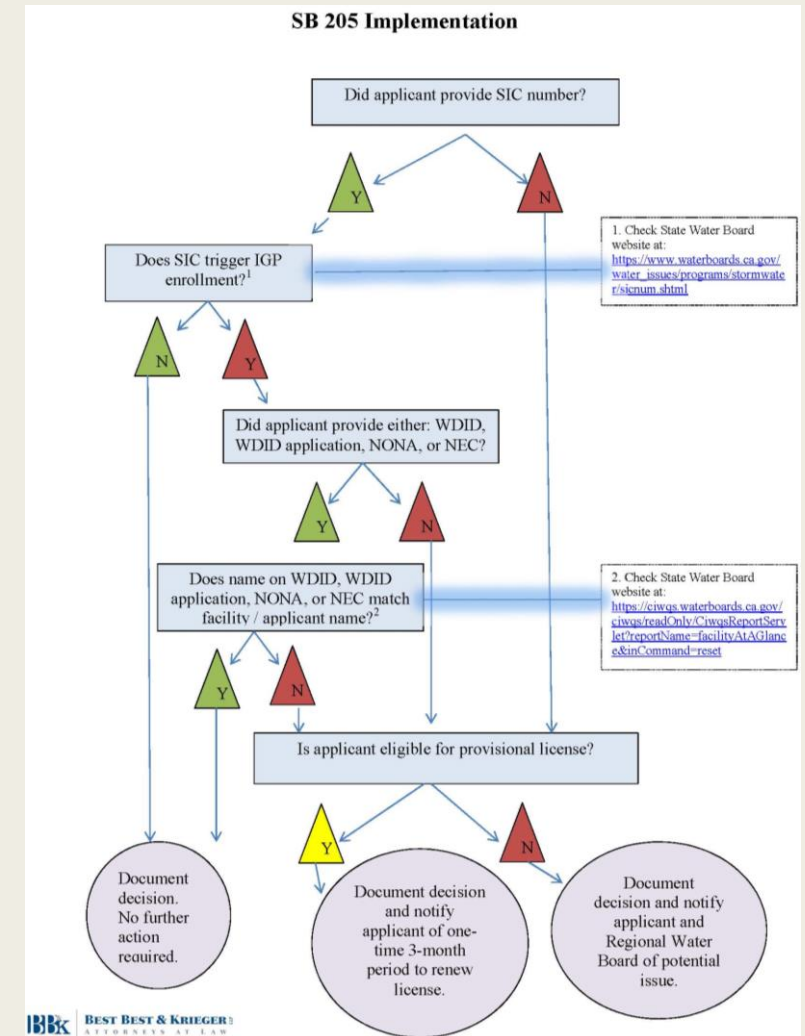 SB 205 Implementation
Did applicant provide SIC number?
Y
N
1. Check State Water Board
website at:
https://www.waterboards.ca.gov/
water_issues/programs/stormwate
r/sicnum.shtml
Does SIC trigger IGP
enrollment?1
N
Y
Did applicant provide either: WDID,
WDID application, NONA, or NEC?
Y
N
Does name on WDID, WDID
application, NONA, or NEC match
facility / applicant name?2
2. Check State Water Board
website at:
https://ciwqs.waterboards.ca.gov/
ciwqs/readOnly/CiwqsReportServ
let?reportName=facilityAtAGlanc
e&inCommand=reset
Y
N
Is applicant eligible for provisional license?
Y
N
Document
decision.
No further
action
required.
Document decision
and notify
applicant of one-
time 3-month
period to renew
license.
Document
decision and notify
applicant and
Regional Water
Board of potential
issue.
BBK BEST BEST & KRIEGER LLP
ATTORNEYS AT LAW